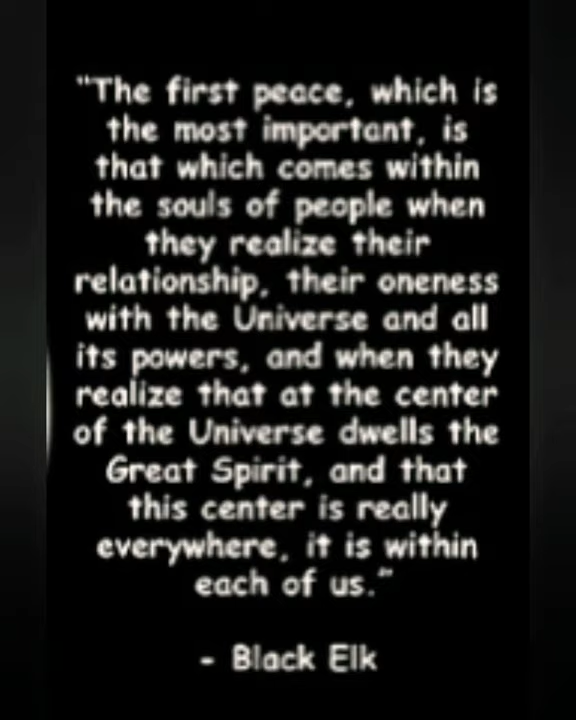 "The first peace, which is
the most important, is
that which comes within
the souls of people when
they realize their
relationship, their oneness
with the Universe and all
its powers, and when they
realize that at the center
of the Universe dwells the
Great Spirit, and that
this center is really
everywhere, it is within
each of us."
- Black Elk